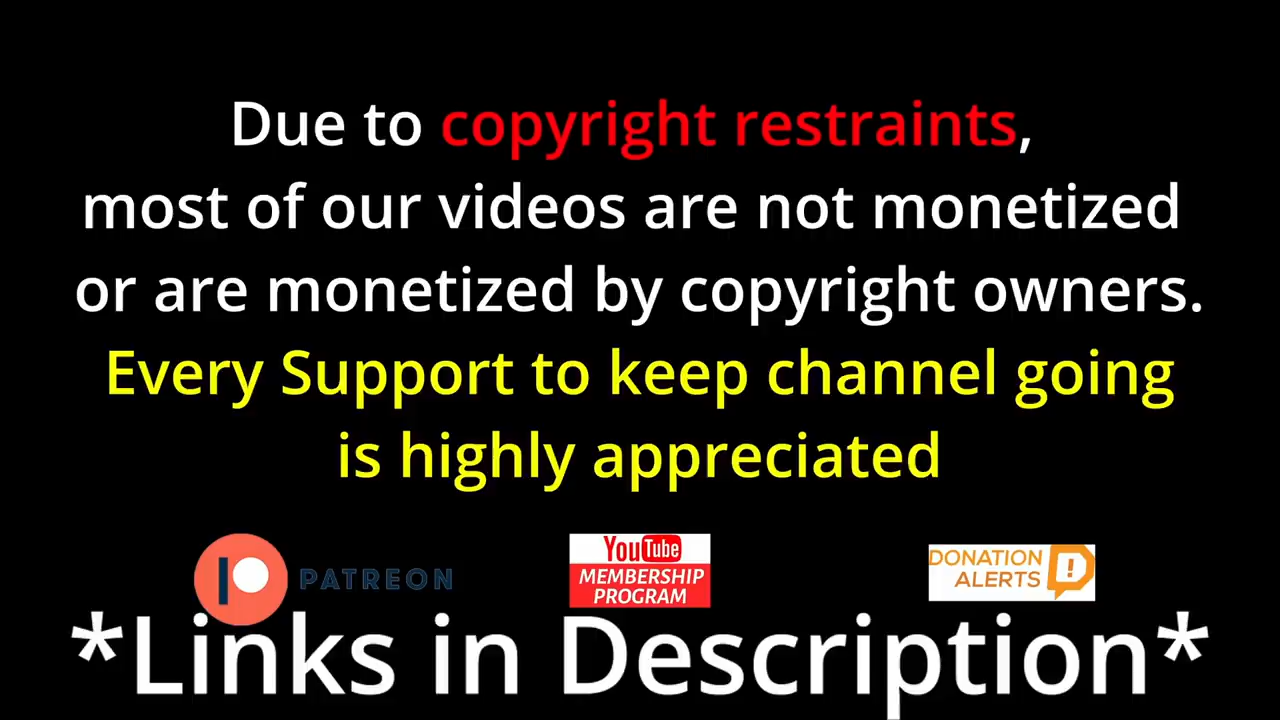 Due to copyright restraints,
most of our videos are not monetized
or are monetized by copyright owners.
Every Support to keep channel going
is highly appreciated
PATREON
YouTube
MEMBERSHIP
PROGRAM
DONATION
ALERTS
*Links in Description*